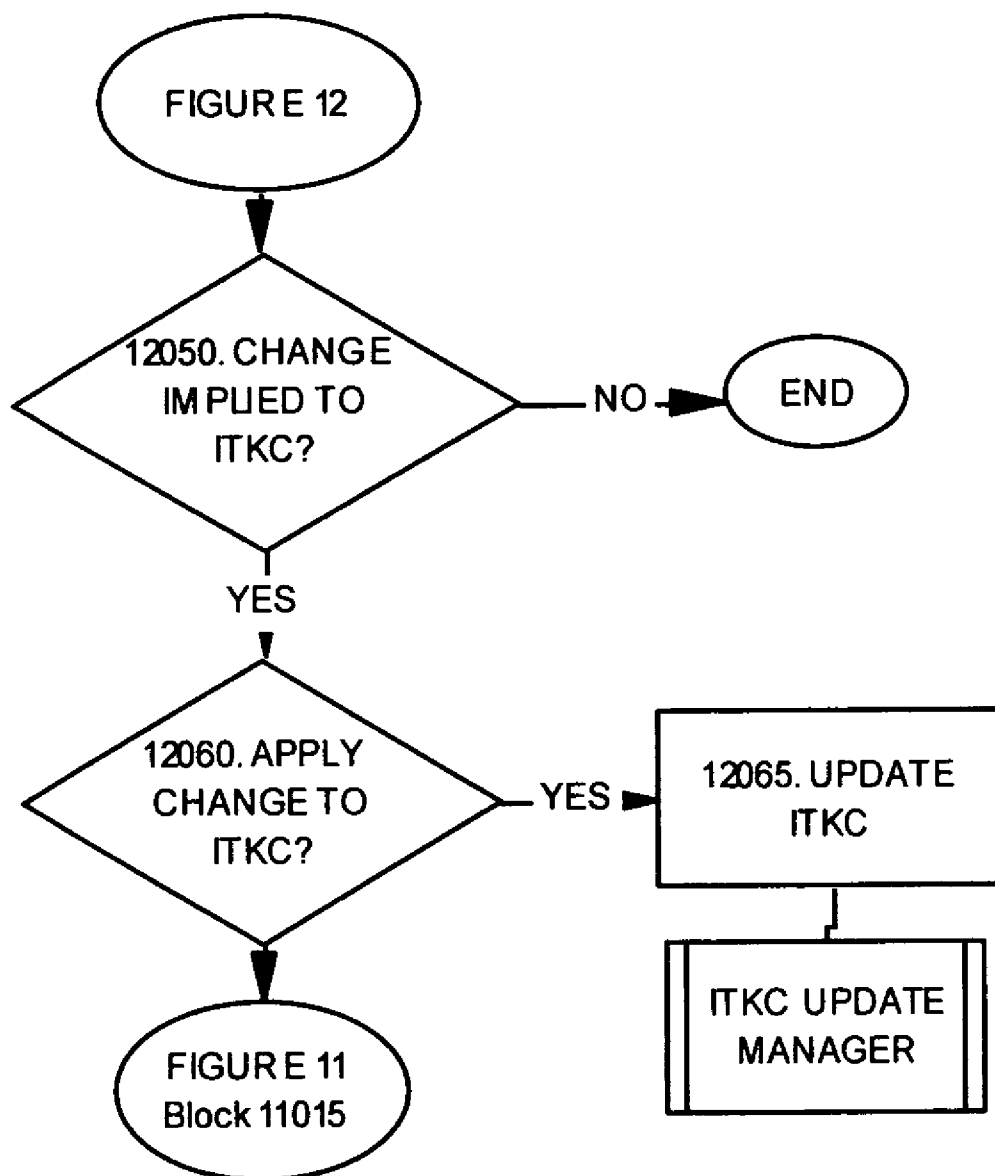 FIGURE 12
12050. CHANGE
IMPLIED TO
ITKC?
NO
END
YES
12060. APPLY
CHANGE TO
ITKC?
YES
12065. UPDATE
ITKC
ITKC UPDATE
MANAGER
FIGURE 11
Block 11015